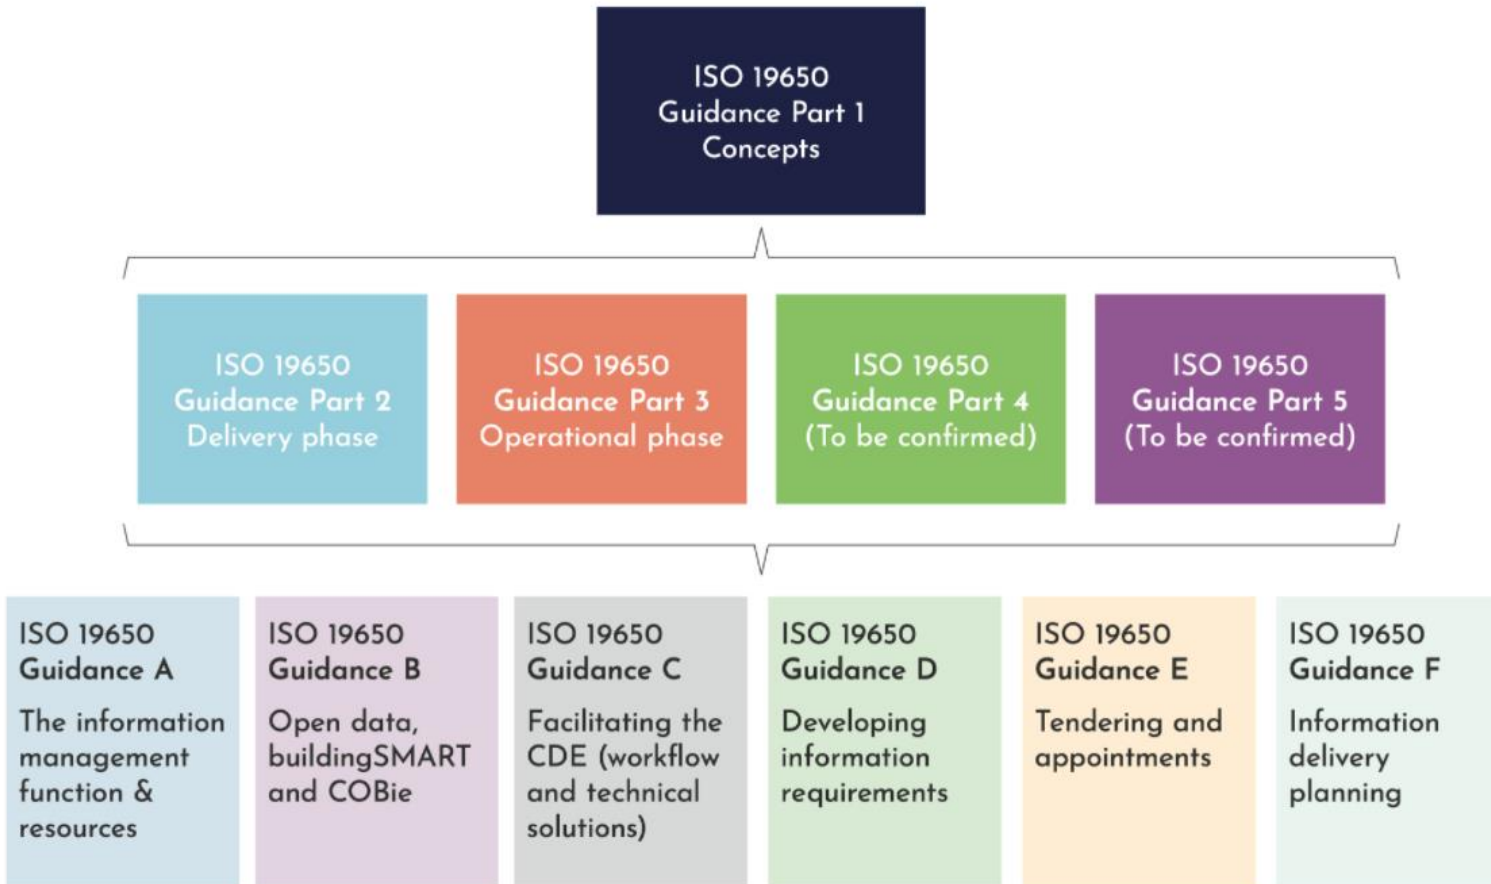 ISO 19650
Guidance Part 1
Concepts
ISO 19650
Guidance Part 2
Delivery phase
ISO 19650
Guidance Part 3
Operational phase
ISO 19650
Guidance Part 4
(To be confirmed)
ISO 19650
Guidance Part 5
(To be confirmed)
ISO 19650
Guidance A
The information
management
function &
resources
ISO 19650
Guidance B
Open data,
buildingSMART
and COBie
ISO 19650
Guidance C
Facilitating the
CDE (workflow
and technical
solutions)
ISO 19650
Guidance D
Developing
information
requirements
ISO 19650
Guidance E
Tendering and
appointments
ISO 19650
Guidance F
Information
delivery
planning